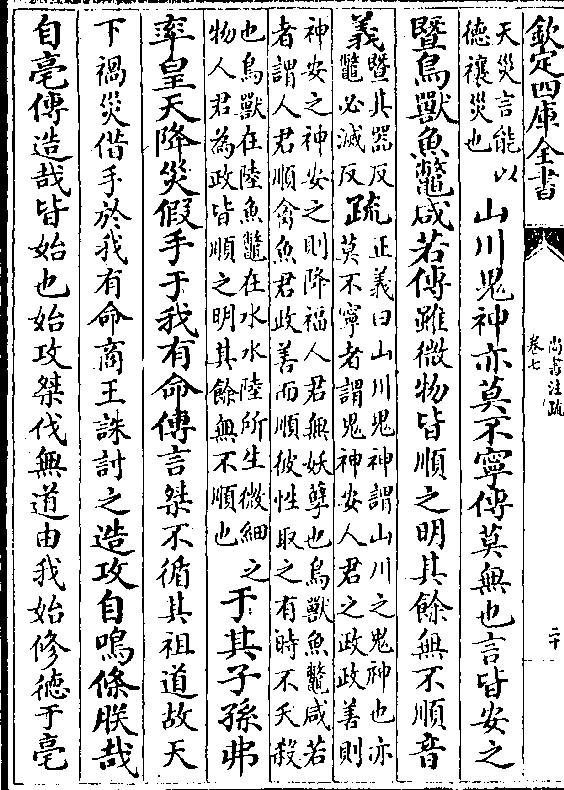 欽定四庫全書
尚書注疏
卷七
二十
天災言能以
德禳災也
山川鬼神亦莫不寧傳莫無也言皆安之
暨鳥獸魚鼈咸若傳雖微物皆順之明其餘無不順音
義
暨其器反
鼈必滅反
疏
正義曰山川鬼神謂山川之鬼神也亦
莫不寧者謂鬼神安人君之政政善則
神安之神安之則降福人君無妖孽也鳥獸魚鼈咸若
者謂人君順禽魚君政善而順彼性取之有時不夭殺
也鳥獸在陸魚鼈在水水陸所生微細之
物人君為政皆順之明其餘無不順也
于其子孫弗
率皇天降災假手于我有命傳言桀不循其祖道故天
下禍災借手於我有命商王誅討之造攻自鳴條朕哉
自亳傳造哉皆始也始攻桀伐無道由我始修德于亳